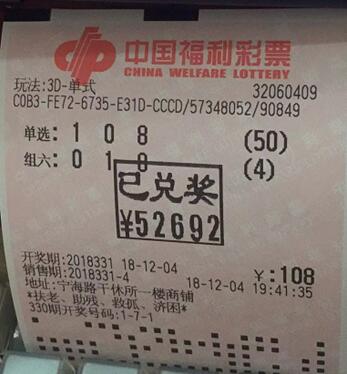 中国福利彩票
CHINA WELFARE LOTTERY
玩法:3D-单式 32060409
C0B3-FE72-6735-E31D-CCCD/57348052/90849
单选: 1 0 8 (50)
组六: 0 1 8 (4)
已兑奖
¥52692
开奖期:2018331 18-12-04 ¥:108
销售期:2018331-4 18-12-04 19:41:35
地址:宁海路干休所一楼商铺
*扶老、助残、救孤、济困*
330期开奖号码:1-7-1